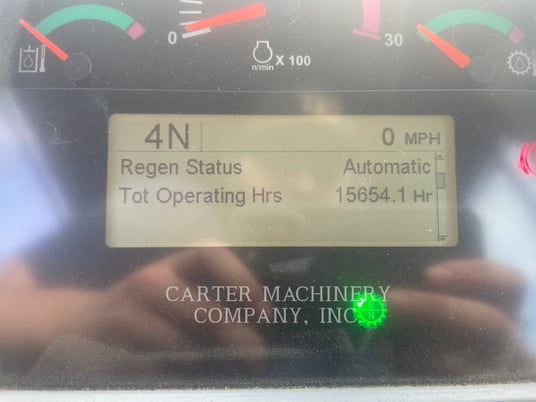 0
30
n/min X 100
4N 0 MPH
Regen Status Automatic
Tot Operating Hrs 15654.1 Hr
CARTER MACHINERY
COMPANY, INC.
N